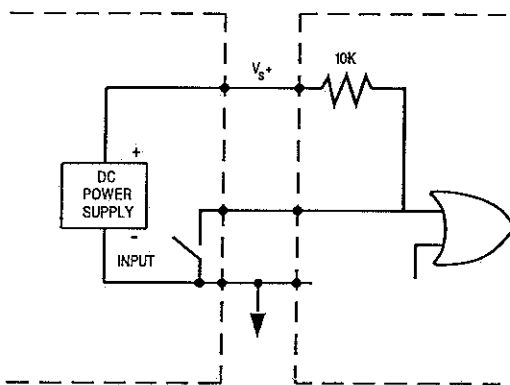 10K
Vs+
+
DC
POWER
SUPPLY
-
INPUT